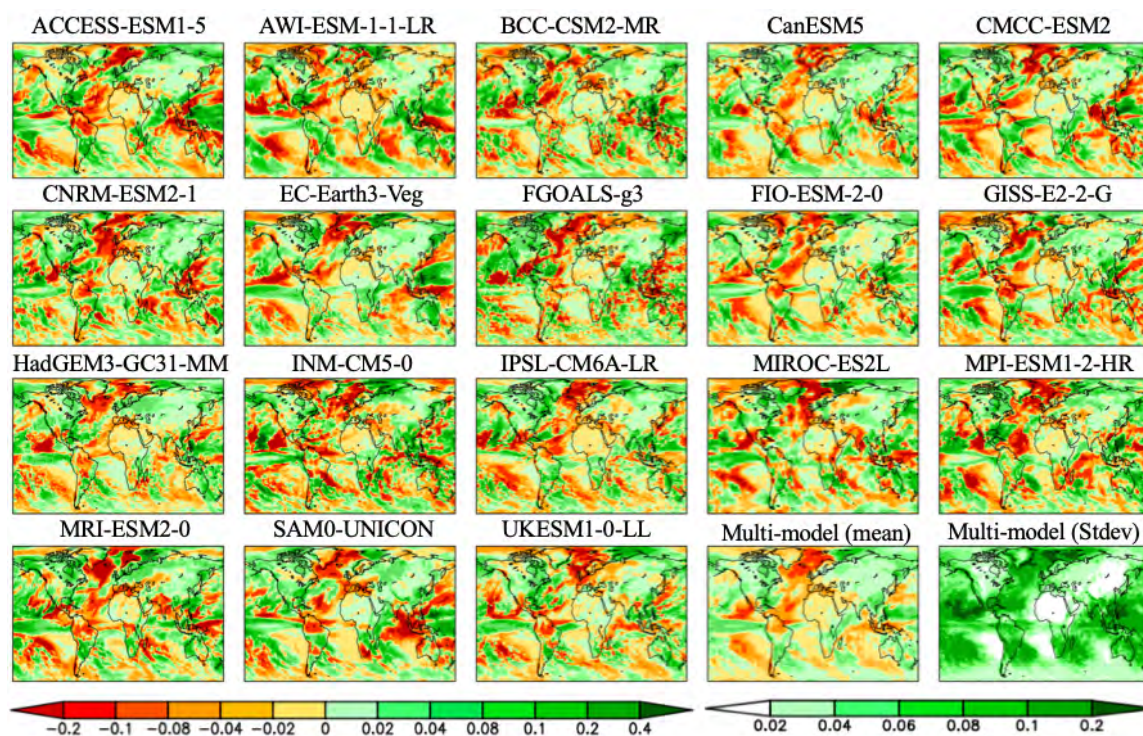 ACCESS-ESM1-5 AWI-ESM-1-1-LR BCC-CSM2-MR CanESM5 CMCC-ESM2
CNRM-ESM2-1 EC-Earth3-Veg FGOALS-g3 FIO-ESM-2-0 GISS-E2-2-G
HadGEM3-GC31-MM INM-CM5-0 IPSL-CM6A-LR MIROC-ES2L MPI-ESM1-2-HR
MRI-ESM2-0 SAM0-UNICON UKESM1-0-LL Multi-model (mean) Multi-model (Stdev)
-0.2 -0.1 -0.08 -0.04 -0.02 0 0.02 0.04 0.08 0.1 0.2 0.4 0.02 0.04 0.06 0.08 0.1 0.2